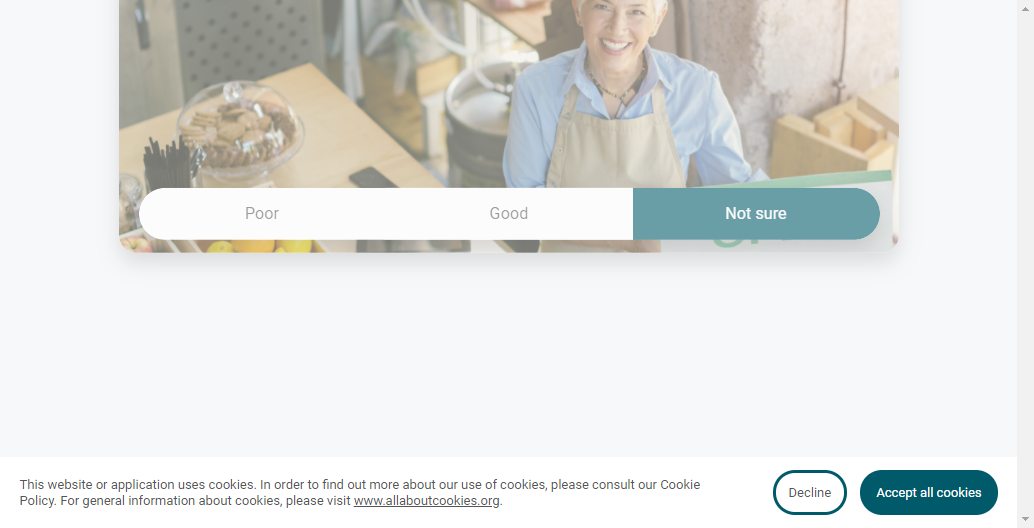 Poor
Good
Not sure
This website or application uses cookies. In order to find out more about our use of cookies, please consult our Cookie
Policy. For general information about cookies, please visit www.allaboutcookies.org.
Decline
Accept all cookies